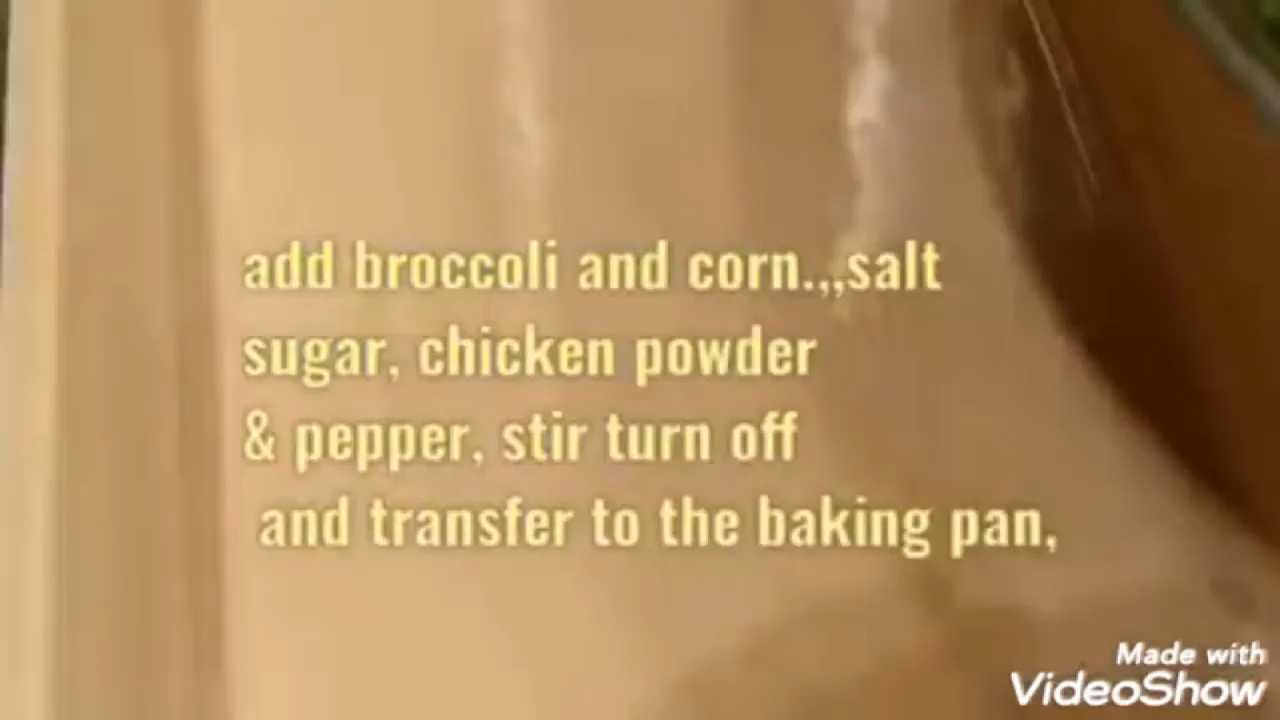 add broccoli and corn.,,salt
sugar, chicken powder
& pepper, stir turn off
and transfer to the baking pan,
Made with
VideoShow